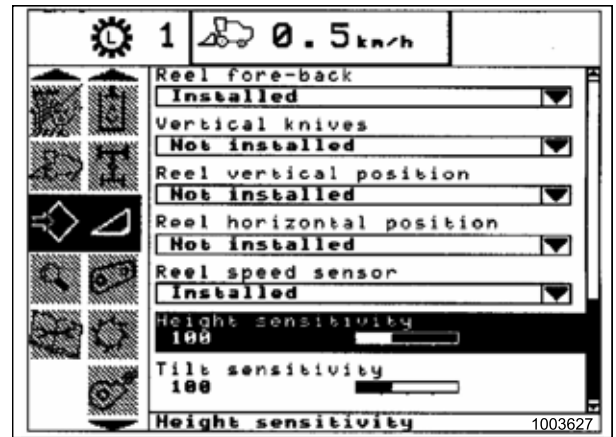 L
1
0.5km/h
Reel fore-back
Installed
Vertical knives
Not installed
Reel vertical position
Not installed
Reel horizontal position
Not installed
Reel speed sensor
Installed
Height sensitivity
100
Tilt sensitivity
100
Height sensitivity
1003627